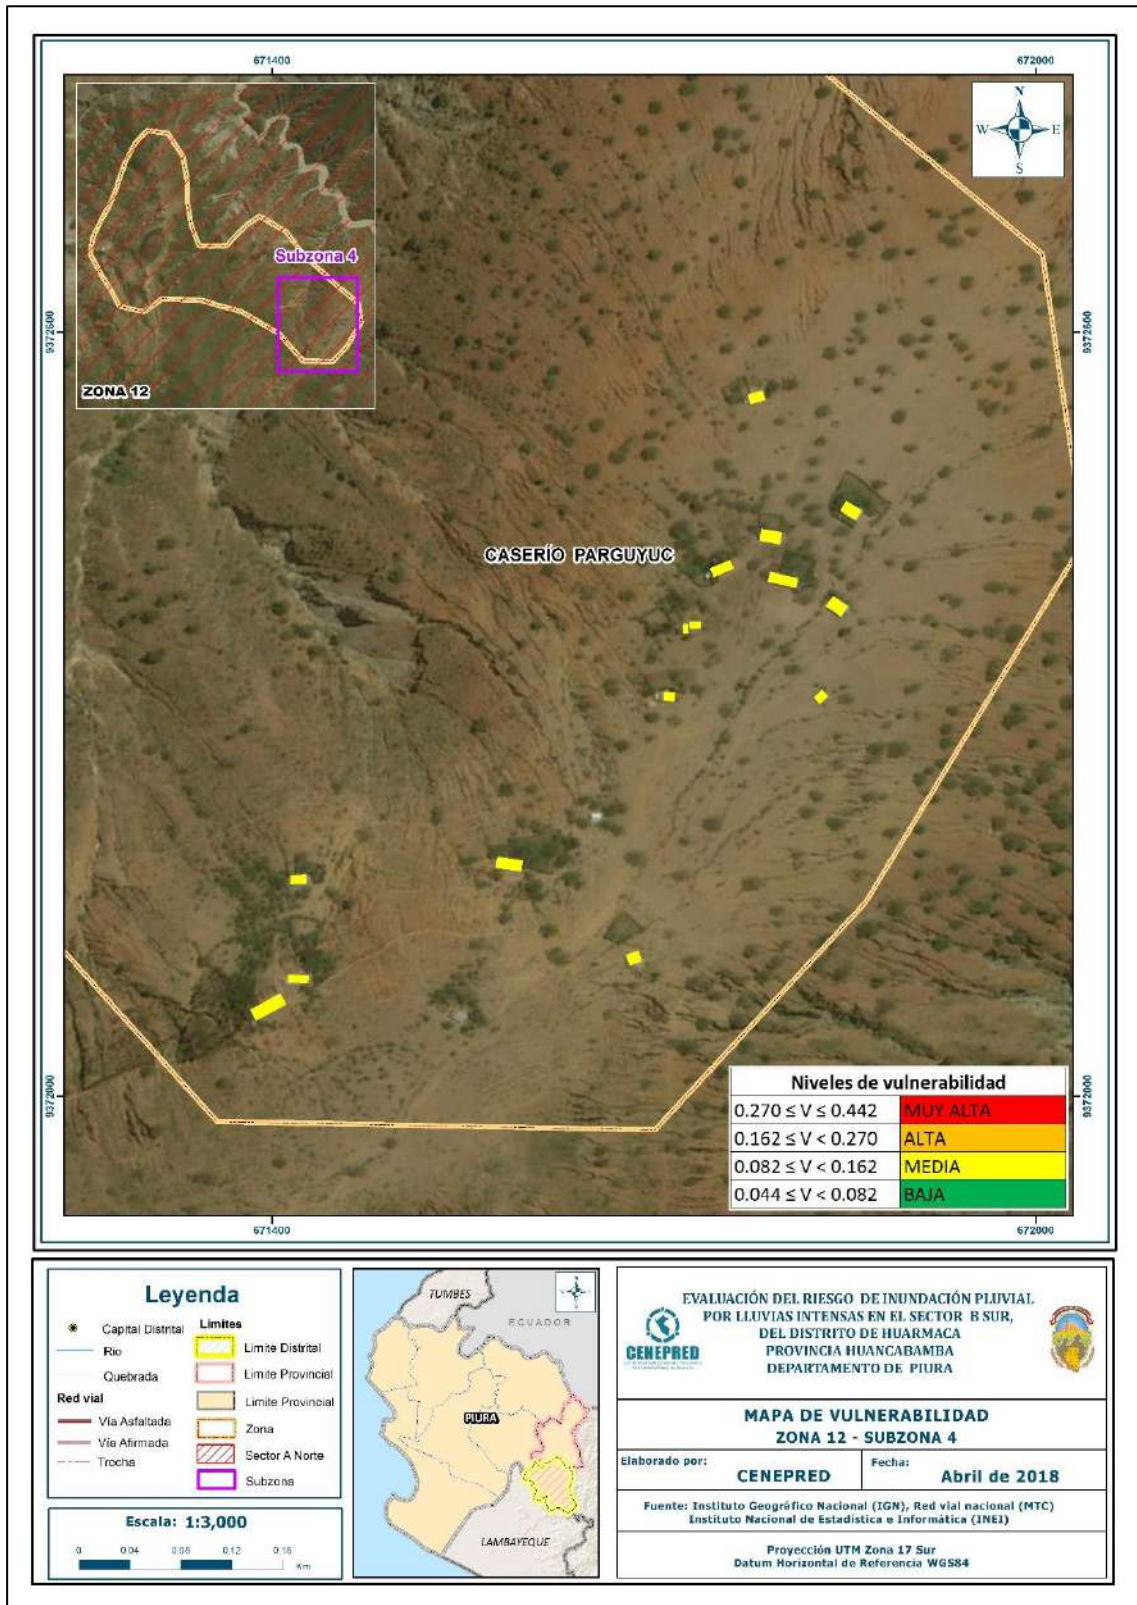 671400
672000
N
W
E
S
Subzona 4
ZONA 12
9372600
9372600
CASERÍO PARGUYUC
9372000
9372000
Niveles de vulnerabilidad
0.270 ≤ V ≤ 0.442 MUY ALTA
0.162 ≤ V < 0.270 ALTA
0.082 ≤ V < 0.162 MEDIA
0.044 ≤ V < 0.082 BAJA
671400
672000
Leyenda
Capital Distrital
Rio
Quebrada
Red vial
Vía Asfaltada
Vía Afirmada
Trocha
Límites
Limite Distrital
Limite Provincial
Limite Provincial
Zona
Sector A Norte
Subzona
Escala: 1:3,000
0 0.04 0.08 0.12 0.16
Km
TUMBES
ECUADOR
PIURA
LAMBAYEQUE
CENEPRED
EVALUACIÓN DEL RIESGO DE INUNDACIÓN PLUVIAL
POR LLUVIAS INTENSAS EN EL SECTOR B SUR,
DEL DISTRITO DE HUARMACA
PROVINCIA HUANCABAMBA
DEPARTAMENTO DE PIURA
MAPA DE VULNERABILIDAD
ZONA 12 - SUBZONA 4
Elaborado por:
CENEPRED
Fecha:
Abril de 2018
Fuente: Instituto Geográfico Nacional (IGN), Red vial nacional (MTC)
Instituto Nacional de Estadística e Informática (INEI)
Proyección UTM Zona 17 Sur
Datum Horizontal de Referencia WGS84